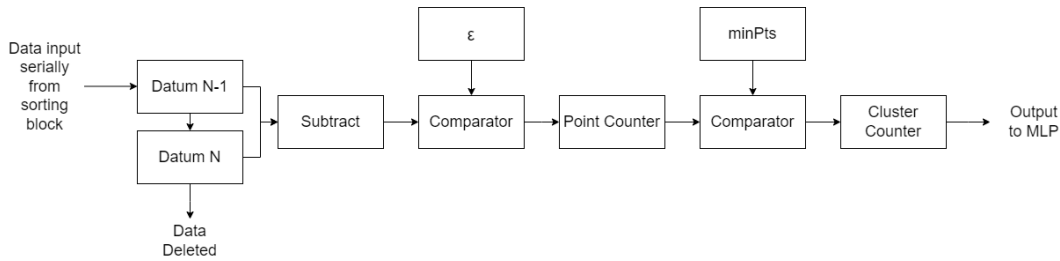 Data input
serially
from
sorting
block
Datum N-1
Datum N
Data
Deleted
Subtract
ε
Comparator
Point Counter
minPts
Comparator
Cluster
Counter
Output
to MLP